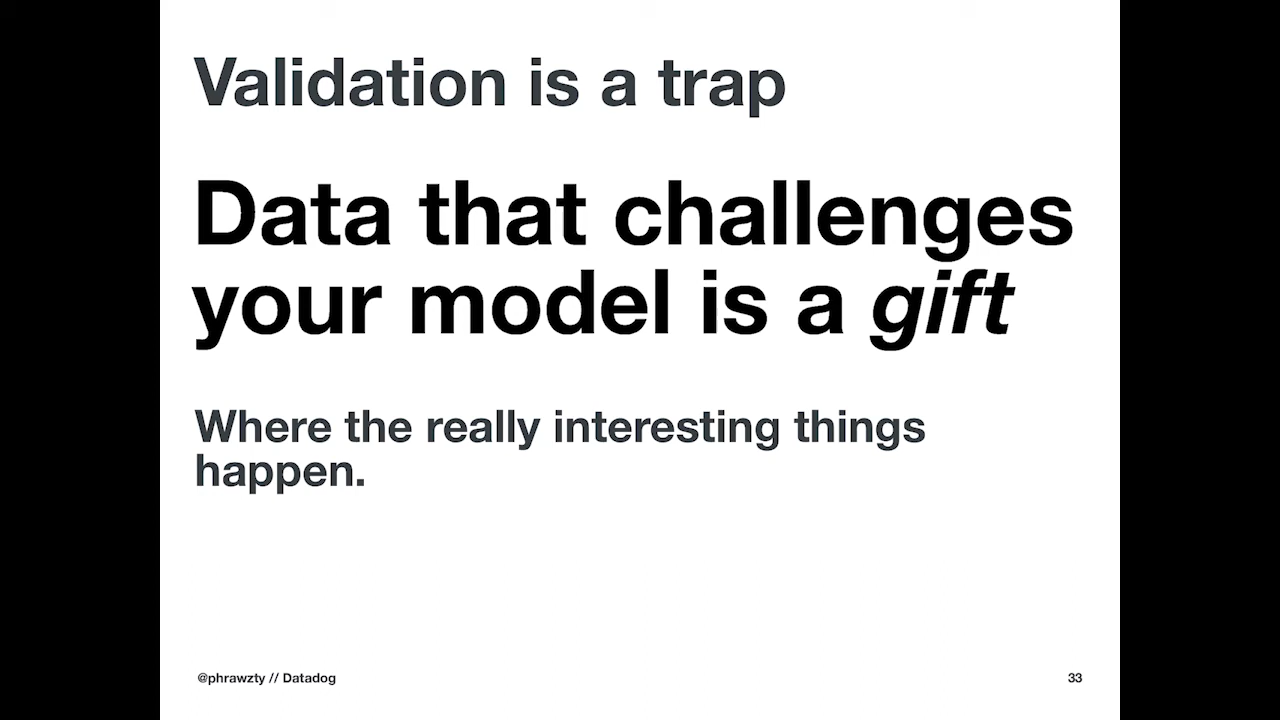 Validation is a trap
Data that challenges
your model is a gift
Where the really interesting things
happen.
@phrawzty // Datadog
33